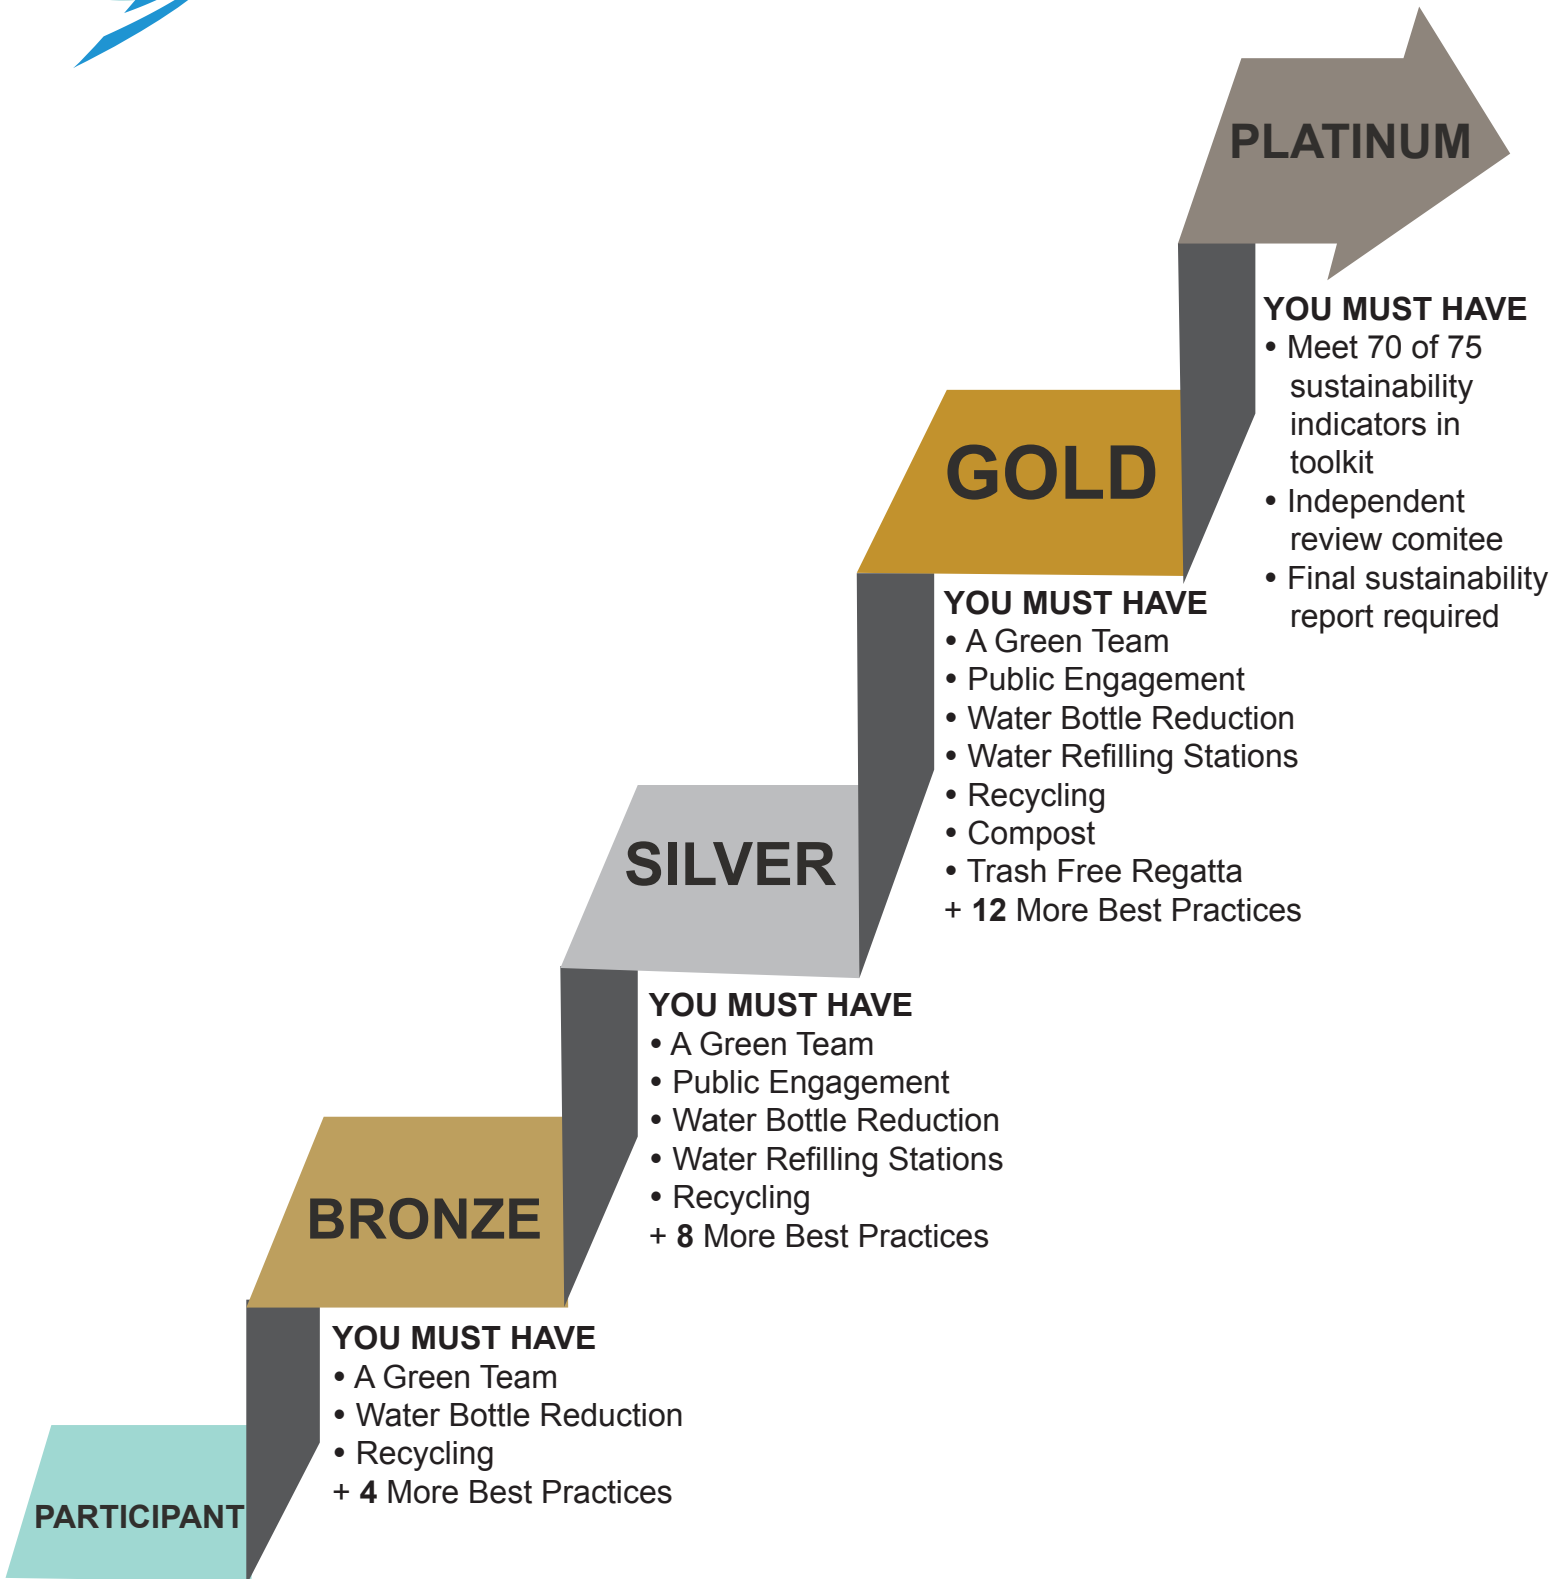 PLATINUM
YOU MUST HAVE
• Meet 70 of 75
sustainability
indicators in
toolkit
• Independent
review comitee
• Final sustainability
report required
GOLD
YOU MUST HAVE
• A Green Team
• Public Engagement
• Water Bottle Reduction
• Water Refilling Stations
• Recycling
• Compost
• Trash Free Regatta
+ 12 More Best Practices
SILVER
YOU MUST HAVE
• A Green Team
• Public Engagement
• Water Bottle Reduction
• Water Refilling Stations
• Recycling
+ 8 More Best Practices
BRONZE
YOU MUST HAVE
• A Green Team
• Water Bottle Reduction
• Recycling
+ 4 More Best Practices
PARTICIPANT